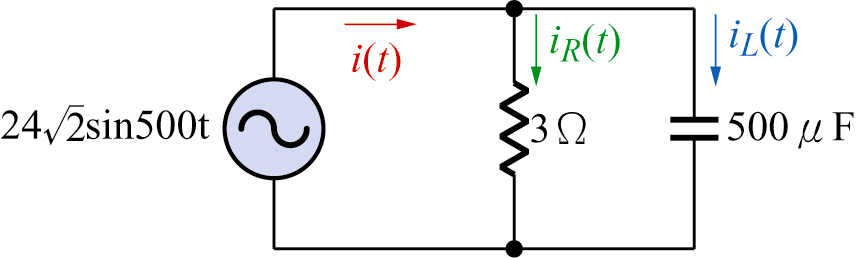 i(t)
i_R(t)
i_L(t)
24√2sin500t
3 Ω
500 μ F